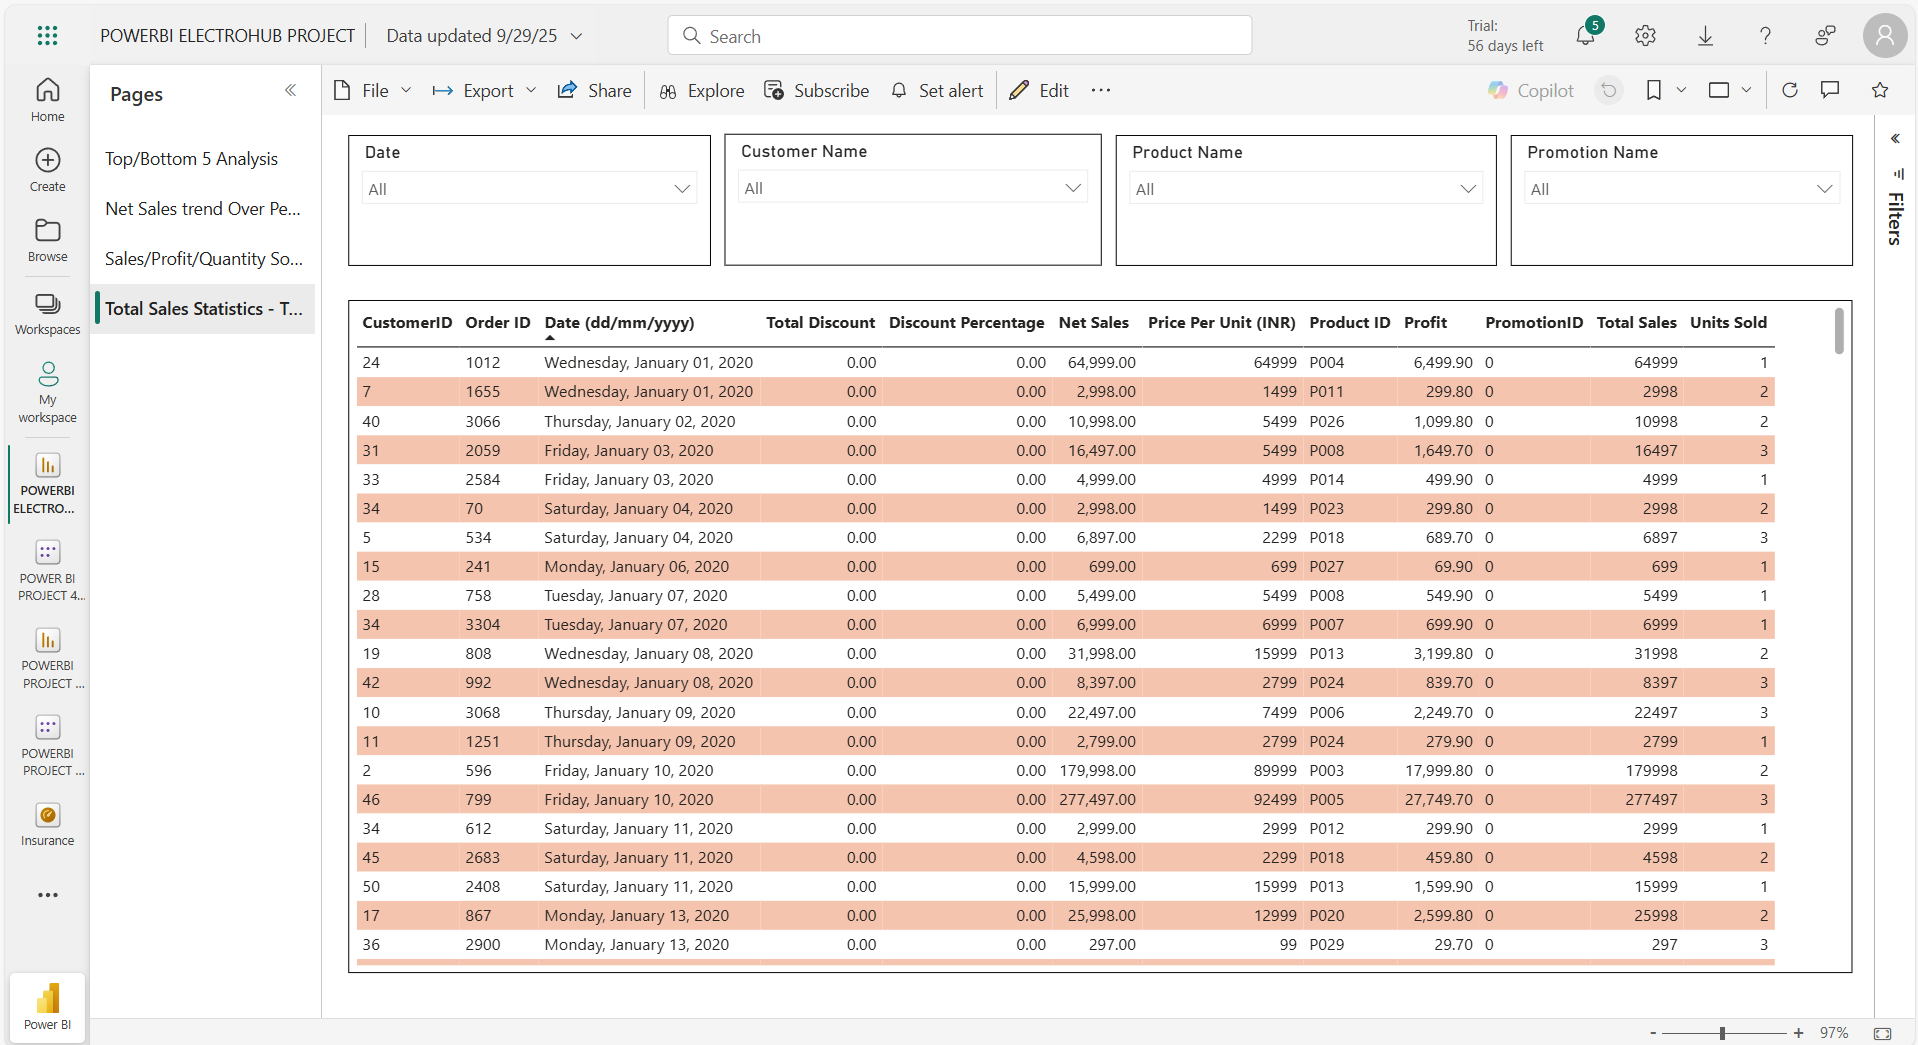 POWERBI ELECTROHUB PROJECT Data updated 9/29/25 Search Trial: 56 days left 5
Home
Create
Browse
Workspaces
My workspace
POWERBI ELECTRO...
POWER BI PROJECT 4...
POWERBI PROJECT ...
POWERBI PROJECT ...
Insurance
Power BI
Pages
Top/Bottom 5 Analysis
Net Sales trend Over Pe...
Sales/Profit/Quantity So...
Total Sales Statistics - T...
File Export Share Explore Subscribe Set alert Edit Copilot
Date Customer Name Product Name Promotion Name
All All All All
Filters
CustomerID Order ID Date (dd/mm/yyyy) Total Discount Discount Percentage Net Sales Price Per Unit (INR) Product ID Profit PromotionID Total Sales Units Sold
24 1012 Wednesday, January 01, 2020 0.00 0.00 64,999.00 64999 P004 6,499.90 0 64999 1
7 1655 Wednesday, January 01, 2020 0.00 0.00 2,998.00 1499 P011 299.80 0 2998 2
40 3066 Thursday, January 02, 2020 0.00 0.00 10,998.00 5499 P026 1,099.80 0 10998 2
31 2059 Friday, January 03, 2020 0.00 0.00 16,497.00 5499 P008 1,649.70 0 16497 3
33 2584 Friday, January 03, 2020 0.00 0.00 4,999.00 4999 P014 499.90 0 4999 1
34 70 Saturday, January 04, 2020 0.00 0.00 2,998.00 1499 P023 299.80 0 2998 2
5 534 Saturday, January 04, 2020 0.00 0.00 6,897.00 2299 P018 689.70 0 6897 3
15 241 Monday, January 06, 2020 0.00 0.00 699.00 699 P027 69.90 0 699 1
28 758 Tuesday, January 07, 2020 0.00 0.00 5,499.00 5499 P008 549.90 0 5499 1
34 3304 Tuesday, January 07, 2020 0.00 0.00 6,999.00 6999 P007 699.90 0 6999 1
19 808 Wednesday, January 08, 2020 0.00 0.00 31,998.00 15999 P013 3,199.80 0 31998 2
42 992 Wednesday, January 08, 2020 0.00 0.00 8,397.00 2799 P024 839.70 0 8397 3
10 3068 Thursday, January 09, 2020 0.00 0.00 22,497.00 7499 P006 2,249.70 0 22497 3
11 1251 Thursday, January 09, 2020 0.00 0.00 2,799.00 2799 P024 279.90 0 2799 1
2 596 Friday, January 10, 2020 0.00 0.00 179,998.00 89999 P003 17,999.80 0 179998 2
46 799 Friday, January 10, 2020 0.00 0.00 277,497.00 92499 P005 27,749.70 0 277497 3
34 612 Saturday, January 11, 2020 0.00 0.00 2,999.00 2999 P012 299.90 0 2999 1
45 2683 Saturday, January 11, 2020 0.00 0.00 4,598.00 2299 P018 459.80 0 4598 2
50 2408 Saturday, January 11, 2020 0.00 0.00 15,999.00 15999 P013 1,599.90 0 15999 1
17 867 Monday, January 13, 2020 0.00 0.00 25,998.00 12999 P020 2,599.80 0 25998 2
36 2900 Monday, January 13, 2020 0.00 0.00 297.00 99 P029 29.70 0 297 3
- + 97%